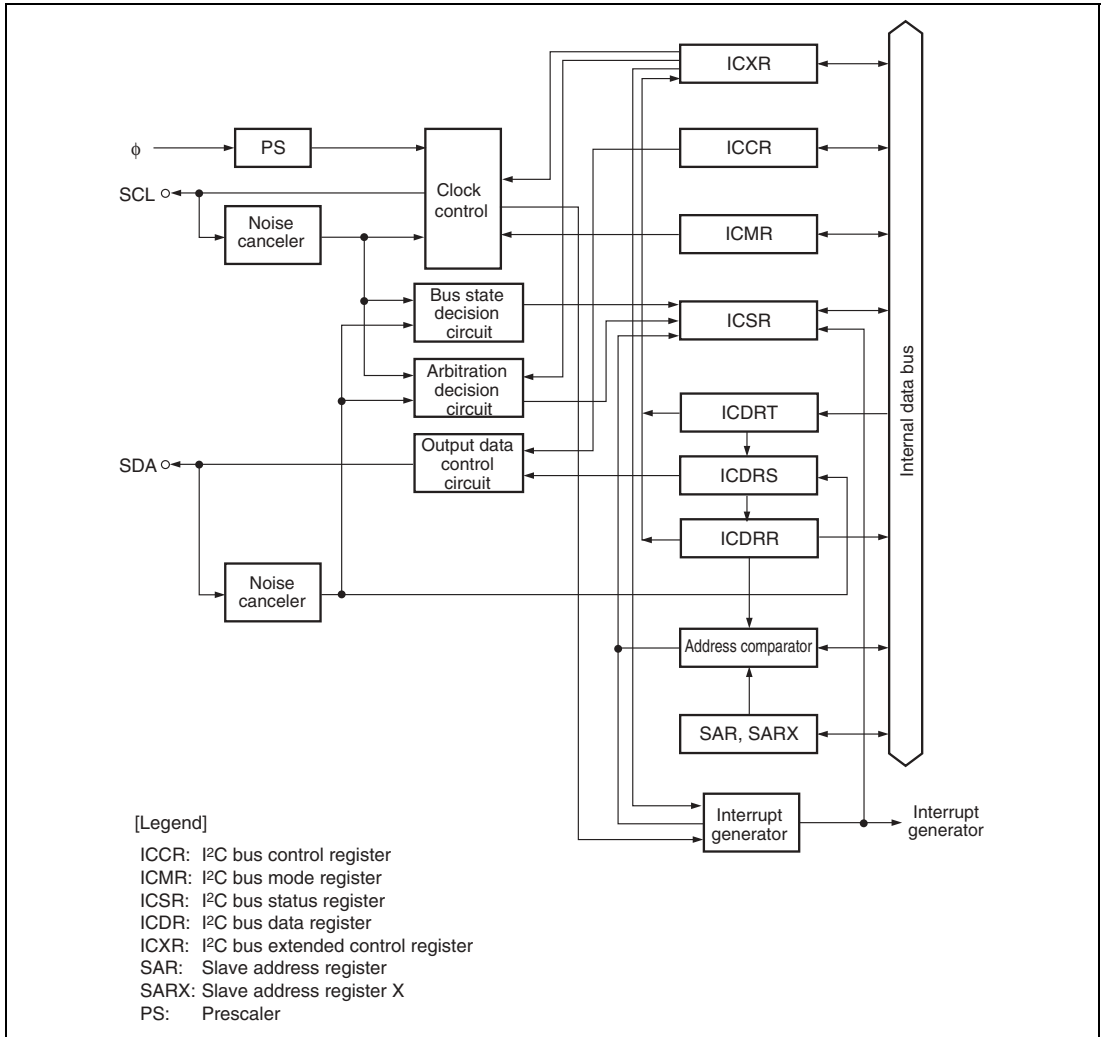 ICXR
φ
PS
ICCR
SCL
Clock
control
Noise
canceler
ICMR
Bus state
decision
circuit
ICSR
Arbitration
decision
circuit
Internal data bus
ICDRT
SDA
Output data
control
circuit
ICDRS
ICDRR
Noise
canceler
Address comparator
SAR, SARX
Interrupt
generator
Interrupt
generator
[Legend]
ICCR: I²C bus control register
ICMR: I²C bus mode register
ICSR: I²C bus status register
ICDR: I²C bus data register
ICXR: I²C bus extended control register
SAR: Slave address register
SARX: Slave address register X
PS: Prescaler